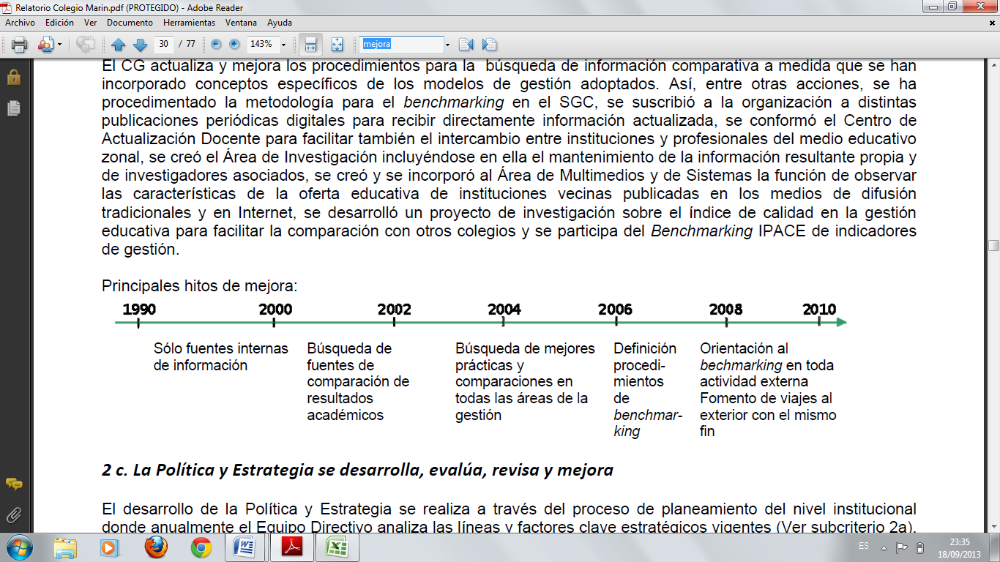 Relatorio Colegio Marin.pdf (PROTEGIDO) - Adobe Reader
Archivo Edición Ver Documento Herramientas Ventana Ayuda
30 / 77 143% mejora
El CG actualiza y mejora los procedimientos para la búsqueda de información comparativa a medida que se han
incorporado conceptos específicos de los modelos de gestión adoptados. Así, entre otras acciones, se ha
procedimentado la metodología para el benchmarking en el SGC, se suscribió a la organización a distintas
publicaciones periódicas digitales para recibir directamente información actualizada, se conformó el Centro de
Actualización Docente para facilitar también el intercambio entre instituciones y profesionales del medio educativo
zonal, se creó el Área de Investigación incluyéndose en ella el mantenimiento de la información resultante propia y
de investigadores asociados, se creó y se incorporó al Área de Multimedios y de Sistemas la función de observar
las características de la oferta educativa de instituciones vecinas publicadas en los medios de difusión
tradicionales y en Internet, se desarrolló un proyecto de investigación sobre el índice de calidad en la gestión
educativa para facilitar la comparación con otros colegios y se participa del Benchmarking IPACE de indicadores
de gestión.
Principales hitos de mejora:
1990 2000 2002 2004 2006 2008 2010
Sólo fuentes internas
de información
Búsqueda de
fuentes de
comparación de
resultados
académicos
Búsqueda de mejores
prácticas y
comparaciones en
todas las áreas de la
gestión
Definición
procedi-
mientos
de
benchmar-
king
Orientación al
bechmarking en toda
actividad externa
Fomento de viajes al
exterior con el mismo
fin
2 c. La Política y Estrategia se desarrolla, evalúa, revisa y mejora
El desarrollo de la Política y Estrategia se realiza a través del proceso de planeamiento del nivel institucional
donde anualmente el Equipo Directivo analiza las líneas y factores clave estratégicos vigentes (Ver subcriterio 2a).
ES
23:35
18/09/2013